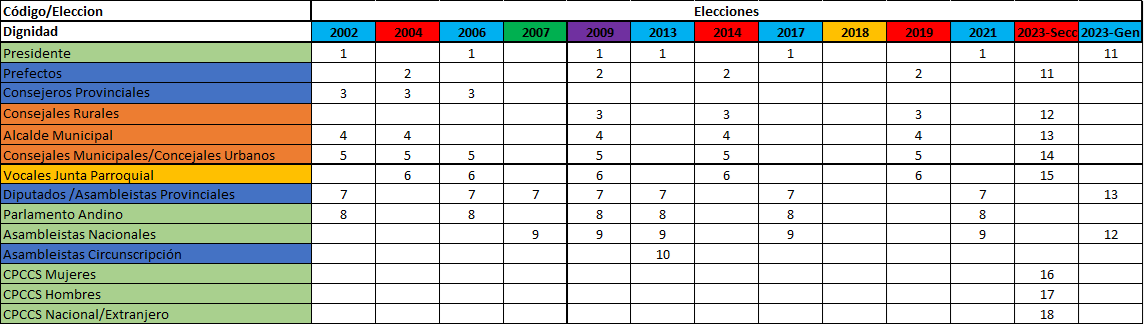 Código/Eleccion Elecciones
Dignidad 2002 2004 2006 2007 2009 2013 2014 2017 2018 2019 2021 2023-Secc 2023-Gen
Presidente 1 1 1 1 1 1 11
Prefectos 2 2 2 2 11
Consejeros Provinciales 3 3 3
Consejales Rurales 3 3 3 12
Alcalde Municipal 4 4 4 4 4 13
Consejales Municipales/Concejales Urbanos 5 5 5 5 5 5 14
Vocales Junta Parroquial 6 6 6 6 6 15
Diputados /Asambleistas Provinciales 7 7 7 7 7 7 7 13
Parlamento Andino 8 8 8 8 8 8
Asambleistas Nacionales 9 9 9 9 9 12
Asambleistas Circunscripción 10
CPCCS Mujeres 16
CPCCS Hombres 17
CPCCS Nacional/Extranjero 18